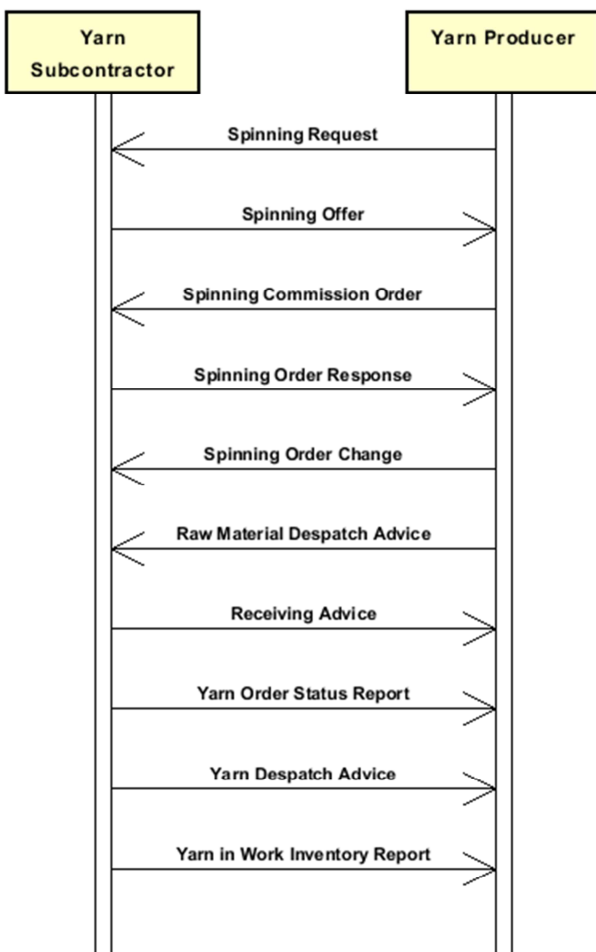 Yarn
Subcontractor
Yarn Producer
Spinning Request
Spinning Offer
Spinning Commission Order
Spinning Order Response
Spinning Order Change
Raw Material Despatch Advice
Receiving Advice
Yarn Order Status Report
Yarn Despatch Advice
Yarn in Work Inventory Report